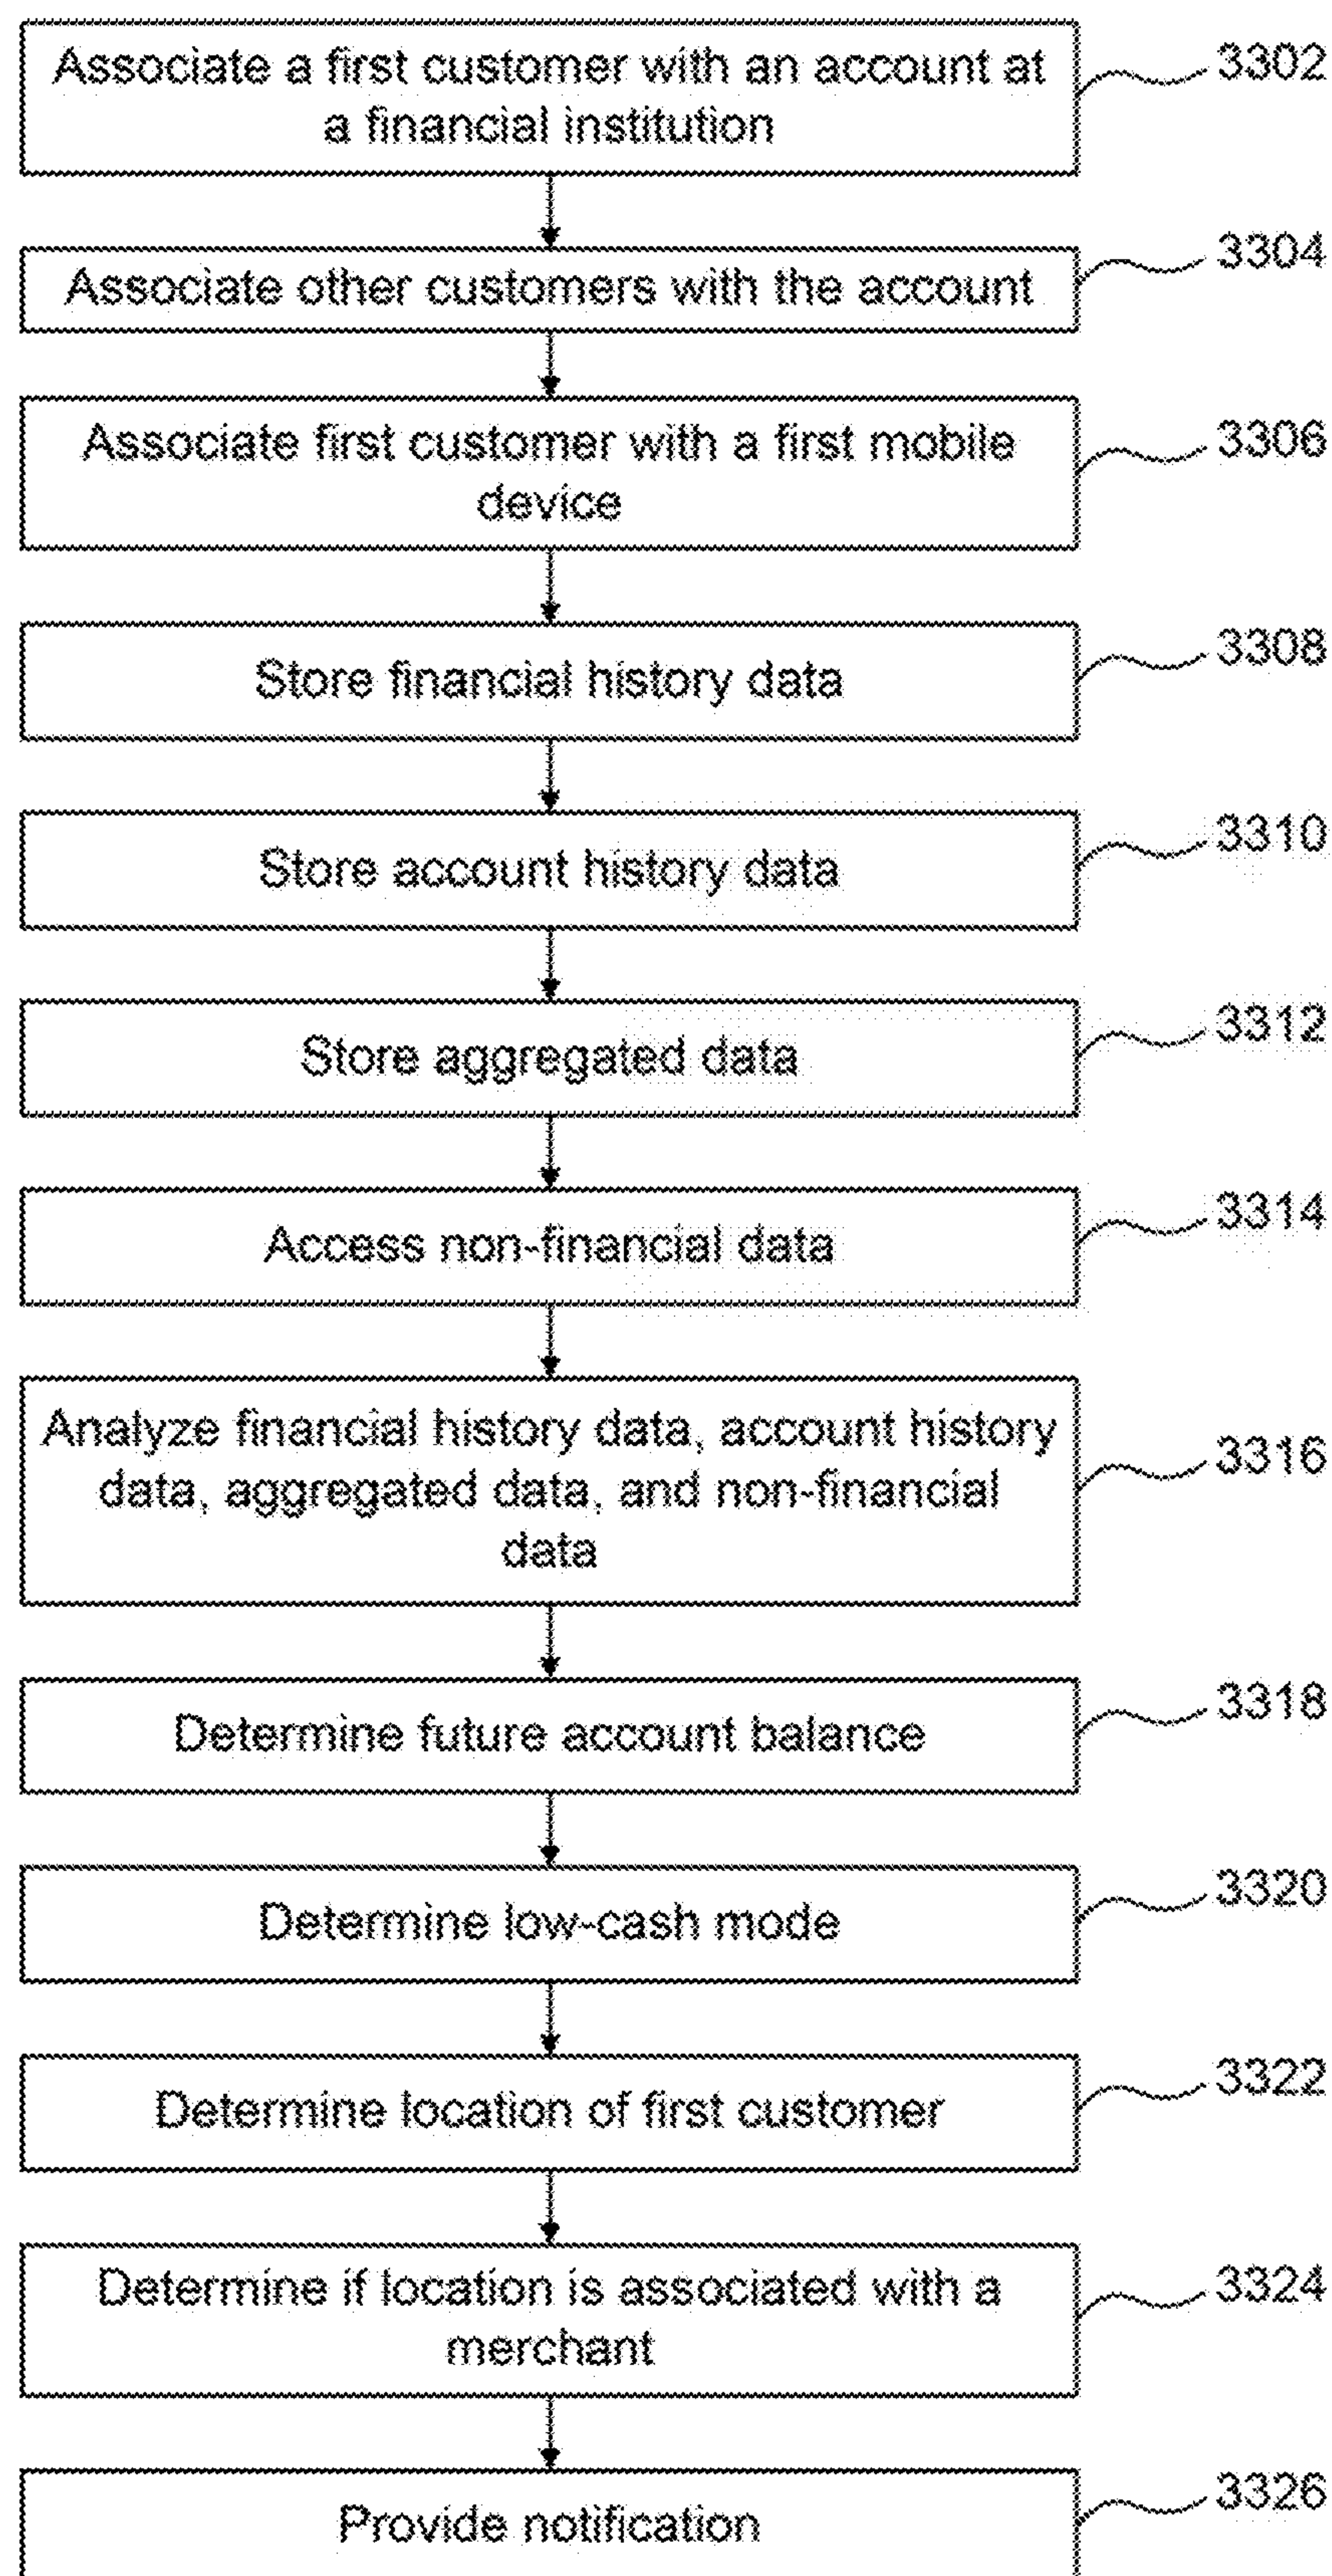 Associate a first customer with an account at
a financial institution
3302
Associate other customers with the account
3304
Associate first customer with a first mobile
device
3306
Store financial history data
3308
Store account history data
3310
Store aggregated data
3312
Access non-financial data
3314
Analyze financial history data, account history
data, aggregated data, and non-financial
data
3316
Determine future account balance
3318
Determine low-cash mode
3320
Determine location of first customer
3322
Determine if location is associated with a
merchant
3324
Provide notification
3326